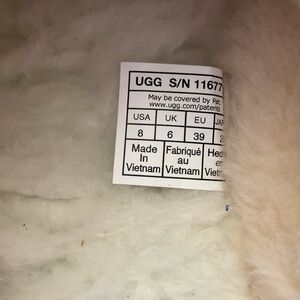 UGG S/N 11677
May be covered by Pat:
www.ugg.com/patents
USA UK EU
8 6 39
Made Fabriqué
In au en
Vietnam Vietnam